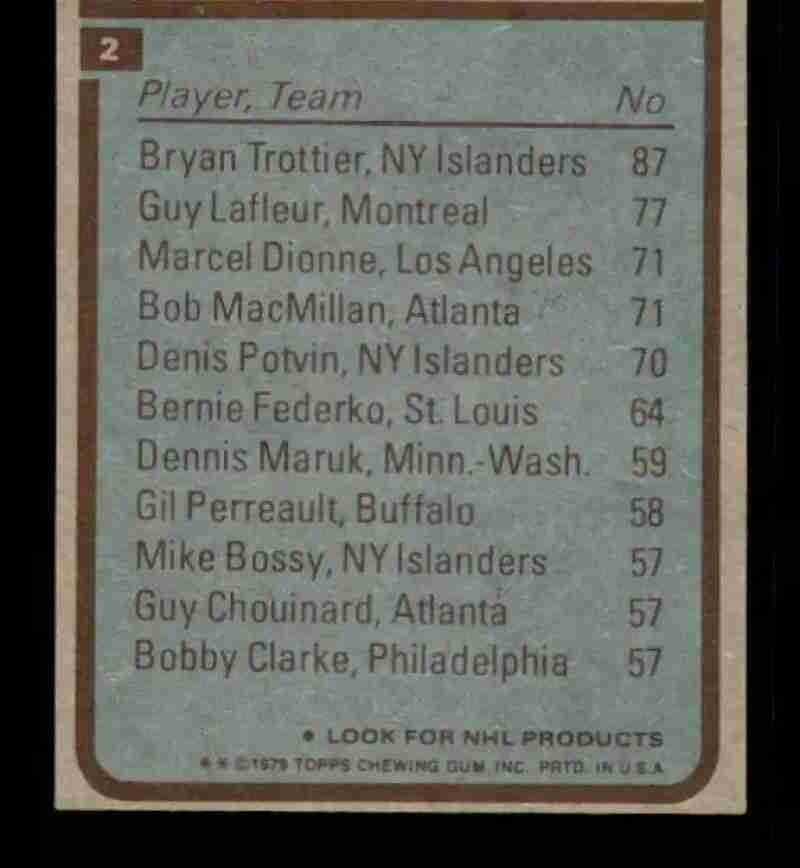 2
Player, Team No
Bryan Trottier, NY Islanders 87
Guy Lafleur, Montreal 77
Marcel Dionne, Los Angeles 71
Bob MacMillan, Atlanta 71
Denis Potvin, NY Islanders 70
Bernie Federko, St. Louis 64
Dennis Maruk, Minn.-Wash. 59
Gil Perreault, Buffalo 58
Mike Bossy, NY Islanders 57
Guy Chouinard, Atlanta 57
Bobby Clarke, Philadelphia 57
• LOOK FOR NHL PRODUCTS
* * ©1979 TOPPS CHEWING GUM, INC. PRTD. IN U.S.A.